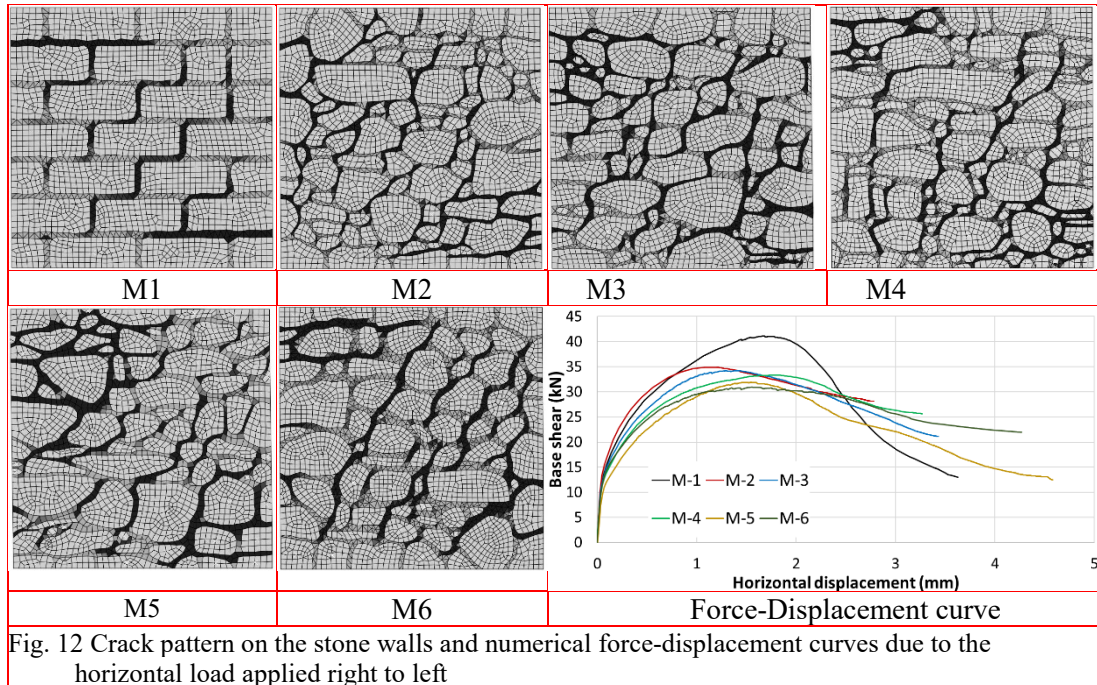 M1 M2 M3 M4
45
40
35
30
25
20
15
10
5
0
Base shear (kN)
M-1 M-2 M-3
M-4 M-5 M-6
0 1 2 3 4 5
Horizontal displacement (mm)
M5 M6 Force-Displacement curve
Fig. 12 Crack pattern on the stone walls and numerical force-displacement curves due to the
horizontal load applied right to left